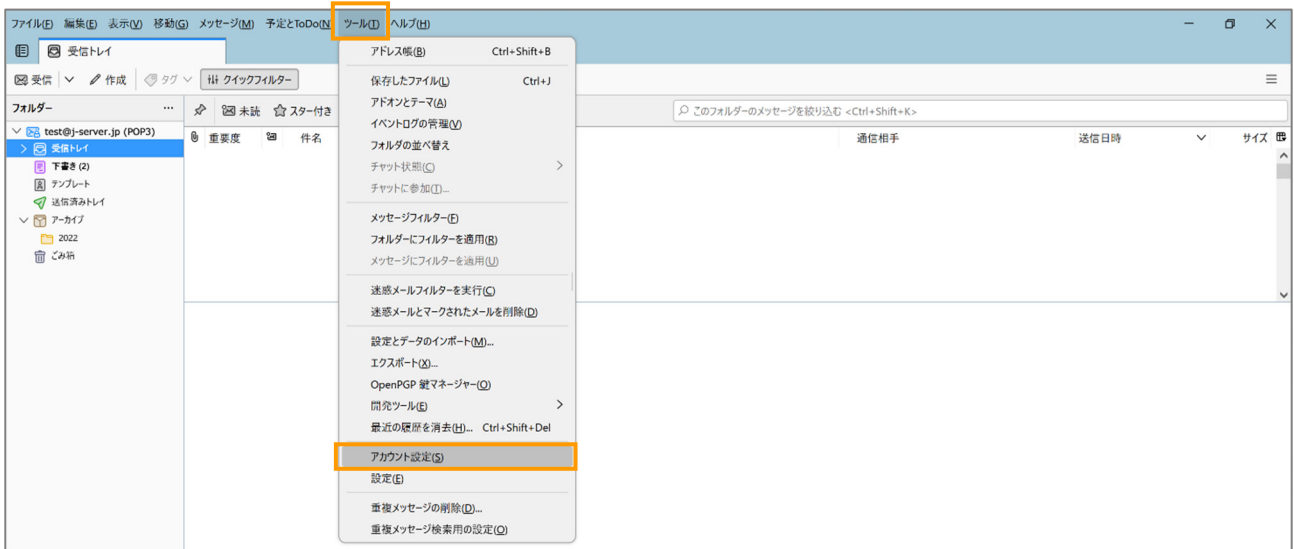 ファイル(F) 編集(E) 表示(V) 移動(G) メッセージ(M) 予定とToDo(N) ツール(T) ヘルプ(H)
受信トレイ
受信 作成 タグ クイックフィルター
フォルダー … 未読 スター付き このフォルダーのメッセージを絞り込む <Ctrl+Shift+K>
重要度 件名 通信相手 送信日時 サイズ
test@j-server.jp (POP3)
受信トレイ
下書き (2)
テンプレート
送信済みトレイ
アーカイブ
2022
ごみ箱
アドレス帳(B) Ctrl+Shift+B
保存したファイル(L) Ctrl+J
アドオンとテーマ(A)
イベントログの管理(V)
フォルダの並べ替え
チャット状態(C)
チャットに参加(I)...
メッセージフィルター(F)
フォルダーにフィルターを適用(R)
メッセージにフィルターを適用(U)
迷惑メールフィルターを実行(C)
迷惑メールとマークされたメールを削除(D)
設定とデータのインポート(M)...
エクスポート(X)...
OpenPGP 鍵マネージャー(O)
開発ツール(E)
最近の履歴を消去(H)... Ctrl+Shift+Del
アカウント設定(S)
設定(E)
重複メッセージの削除(D)...
重複メッセージ検索用の設定(O)